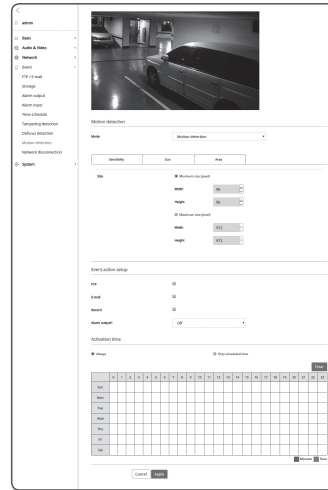 admin
Basic
Audio & Video
Network
Event
FTP / E-mail
Storage
Alarm output
Alarm input
Time schedule
Tampering detection
Defocus detection
Motion detection
Network disconnection
System
Motion detection
Mode Motion detection
Sensitivity Size Area
Size Minimum size (pixel)
Width 96
Height 96
Maximum size (pixel)
Width
Height
Event action setup
FTP
E-mail
Record
Alarm output1 Off
Activation time
Always Only scheduled time
Clear
0 1 2 3 4 5 6 7 8 9 10 11 12 13 14 15 16 17 18 19 20 21 22 23
Sun
Mon
Tue
Wed
Thu
Fri
Sat
Minutes Hour
Cancel Apply